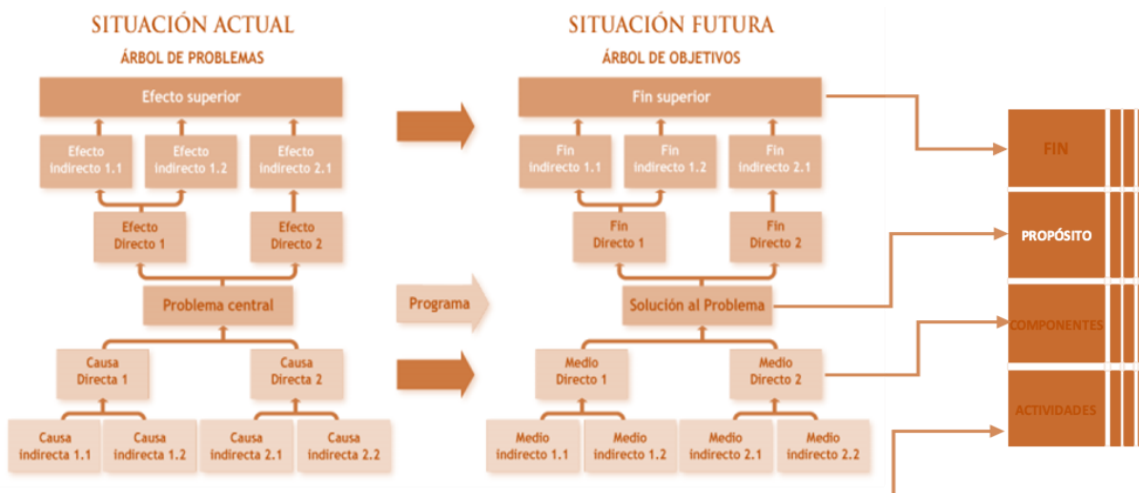 SITUACIÓN ACTUAL
ÁRBOL DE PROBLEMAS
Efecto superior
Efecto
indirecto 1.1
Efecto
indirecto 1.2
Efecto
indirecto 2.1
Efecto
Directo 1
Efecto
Directo 2
Problema central
Causa
Directa 1
Causa
Directa 2
Causa
indirecta 1.1
Causa
indirecta 1.2
Causa
indirecta 2.1
Causa
indirecta 2.2
Programa
SITUACIÓN FUTURA
ÁRBOL DE OBJETIVOS
Fin superior
Fin
indirecto 1.1
Fin
indirecto 1.2
Fin
indirecto 2.1
Fin
Directo 1
Fin
Directo 2
Solución al Problema
Medio
Directo 1
Medio
Directo 2
Medio
indirecto 1.1
Medio
indirecto 1.2
Medio
indirecto 2.1
Medio
indirecto 2.2
FIN
PROPÓSITO
COMPONENTES
ACTIVIDADES